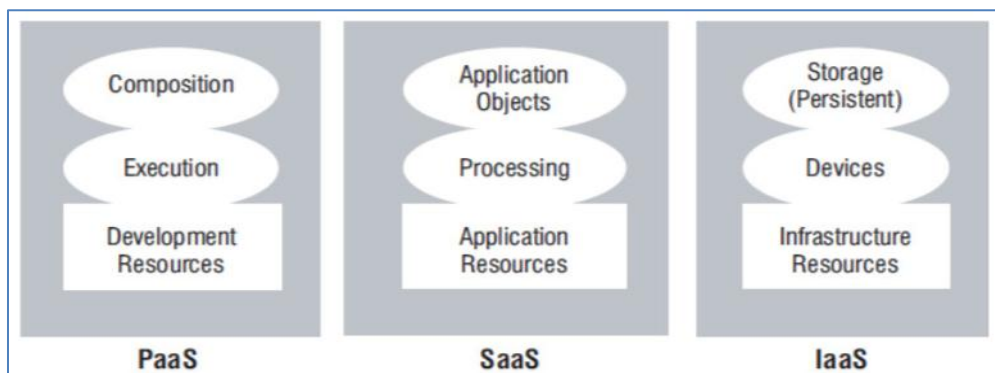 Composition
Execution
Development
Resources
PaaS
Application
Objects
Processing
Application
Resources
SaaS
Storage
(Persistent)
Devices
Infrastructure
Resources
IaaS